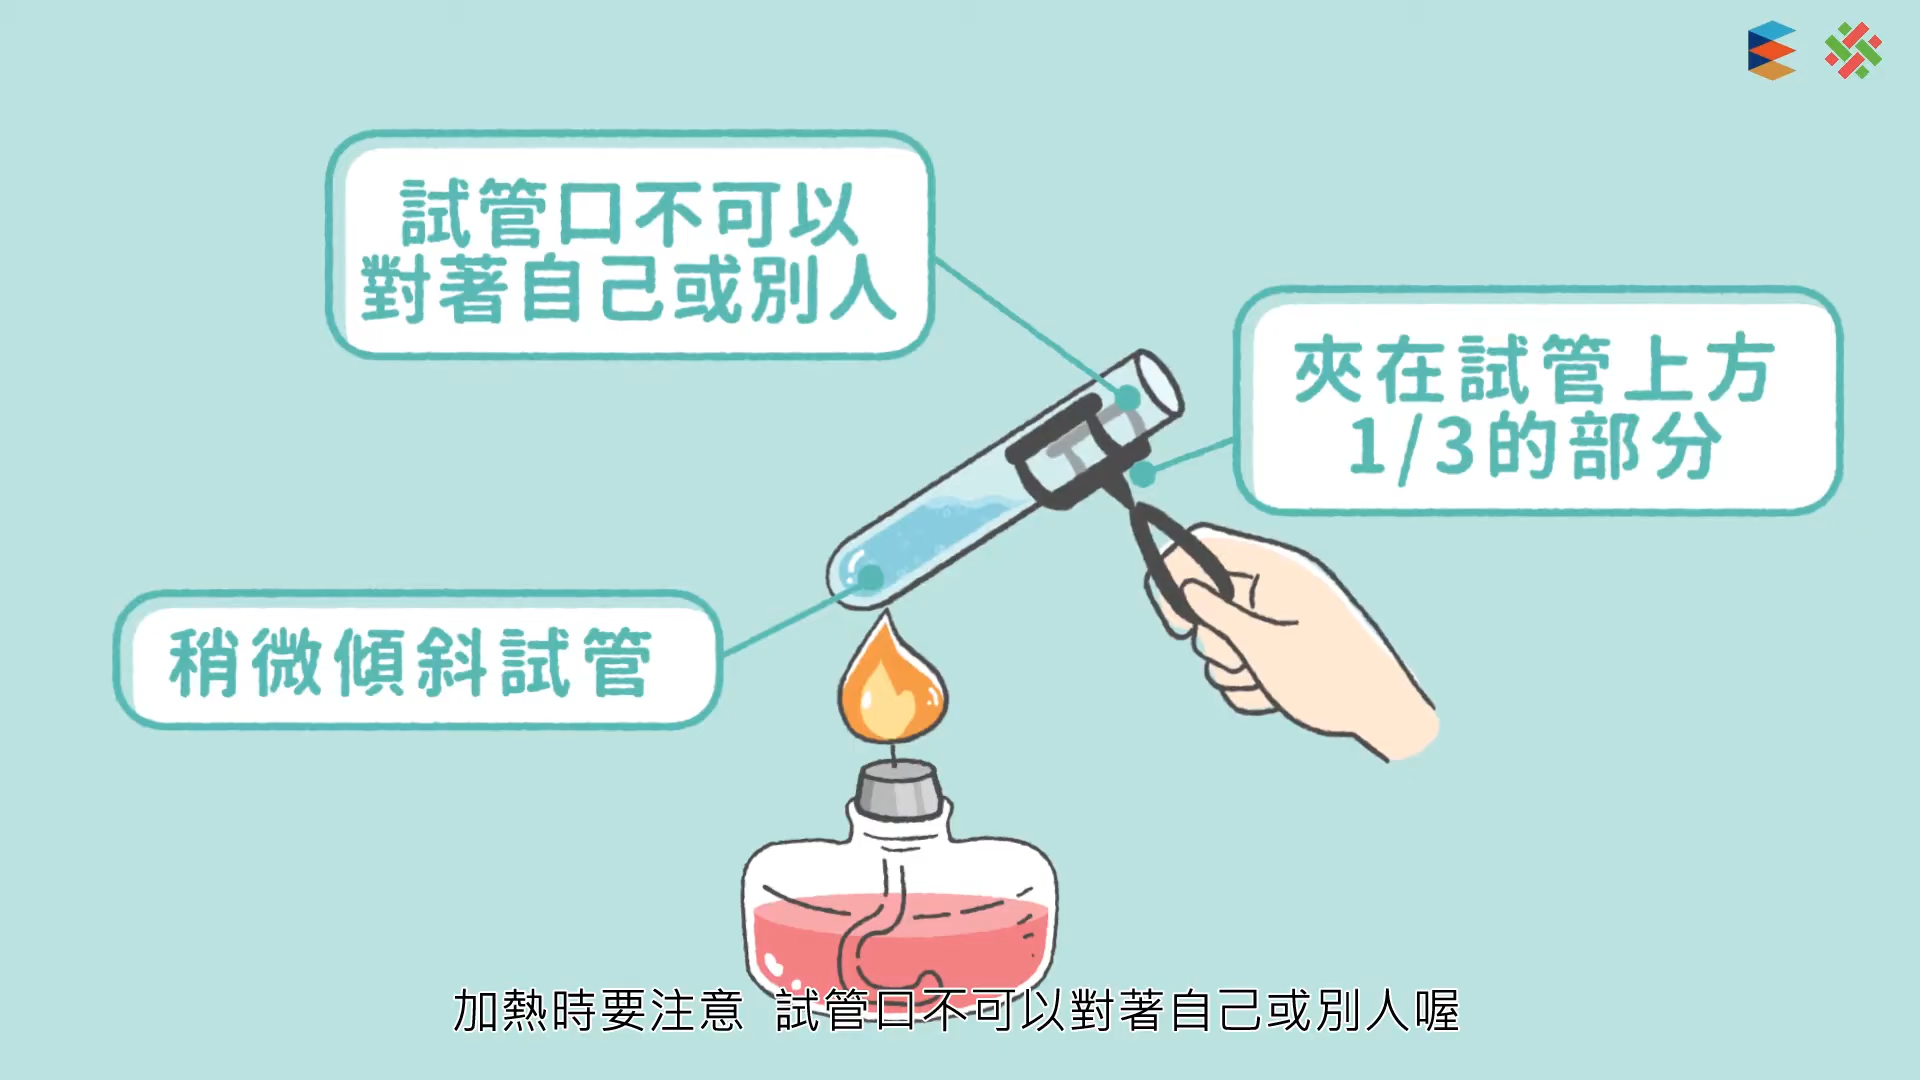 試管口不可以
對著自己或別人
夾在試管上方
1/3的部分
稍微傾斜試管
加熱時要注意 試管口不可以對著自己或別人喔